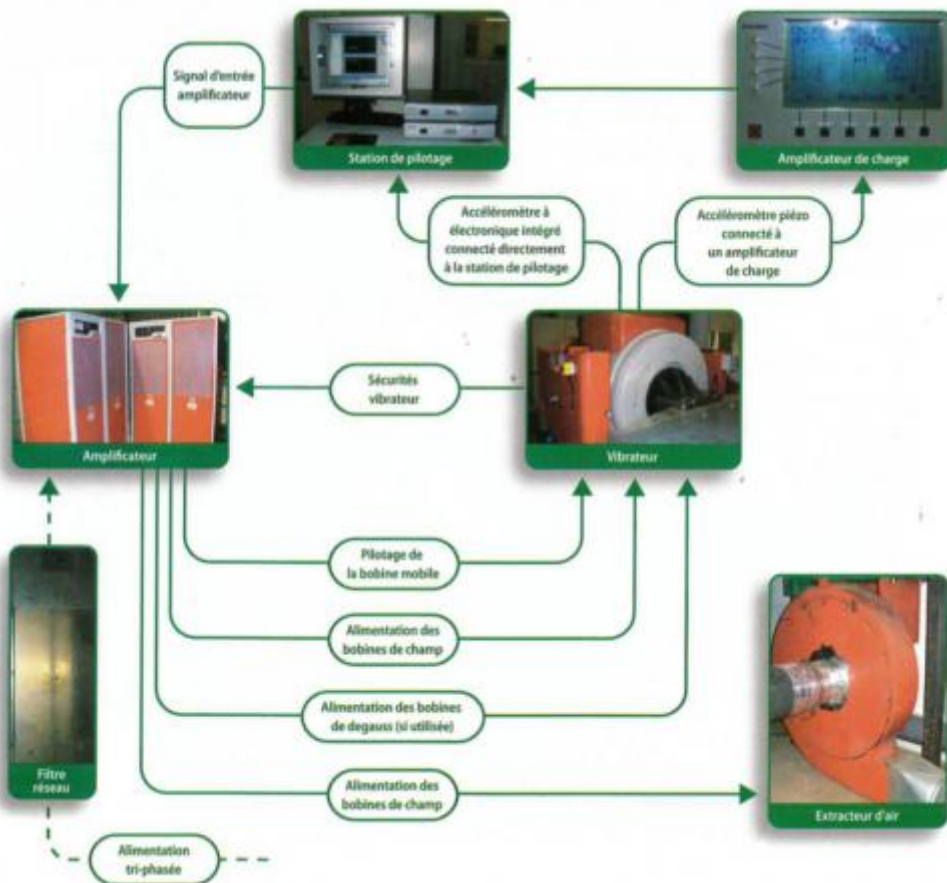 Signal d'entrée
amplificateur
Station de pilotage
Amplificateur de charge
Accéléromètre à
électronique intégré
connecté directement
à la station de pilotage
Accéléromètre piézo
connecté à
un amplificateur
de charge
Amplificateur
Sécurités
vibrateur
Vibrateur
Pilotage de
la bobine mobile
Alimentation des
bobines de champ
Alimentation des bobines
de degauss (si utilisée)
Alimentation des
bobines de champ
Filtre
réseau
Extracteur d'air
Alimentation
tri-phasée